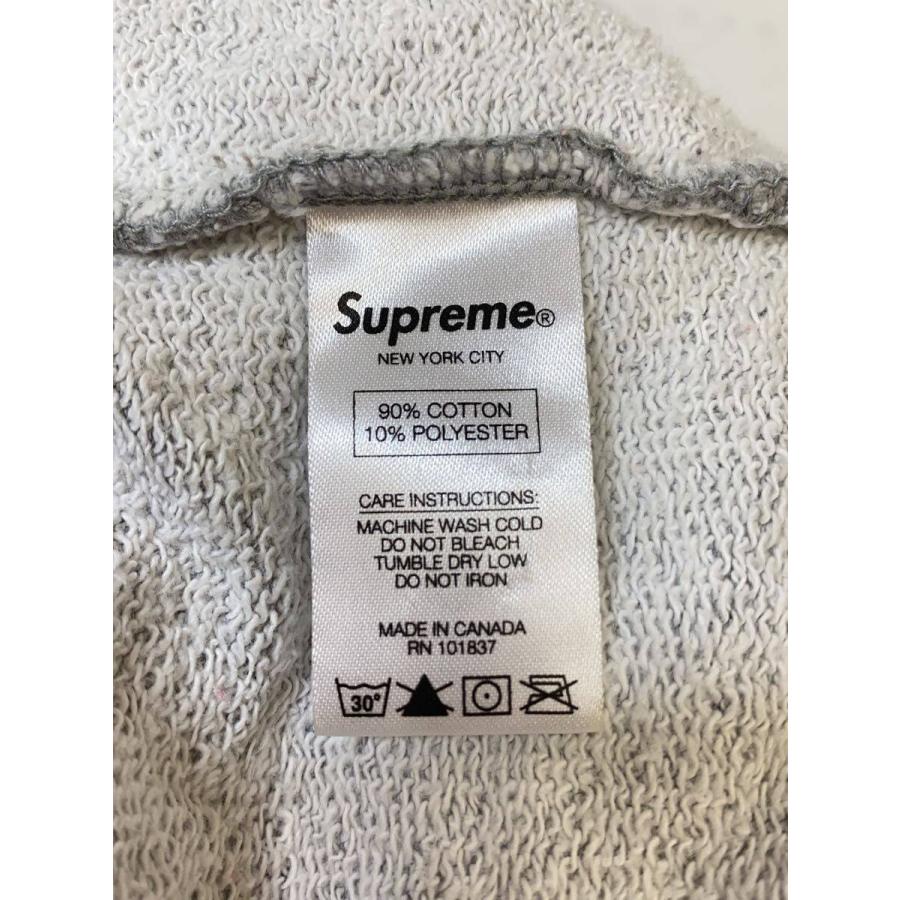 Supreme®
NEW YORK CITY
90% COTTON
10% POLYESTER
CARE INSTRUCTIONS:
MACHINE WASH COLD
DO NOT BLEACH
TUMBLE DRY LOW
DO NOT IRON
MADE IN CANADA
RN 101837
30°